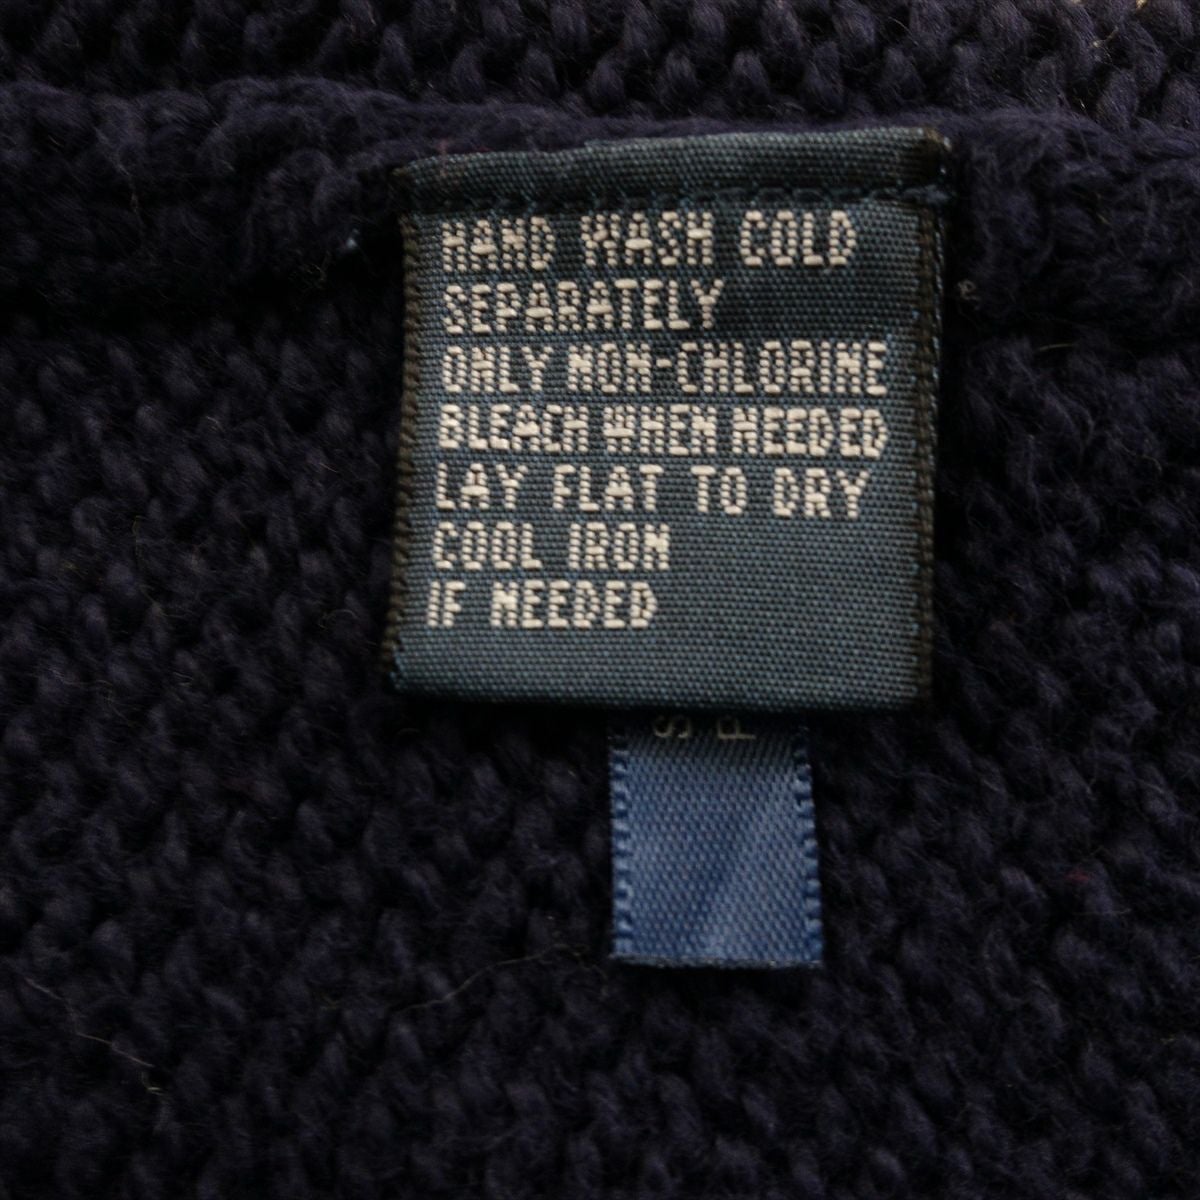 HAND WASH COLD
SEPARATELY
ONLY NON-CHLORINE
BLEACH WHEN NEEDED
LAY FLAT TO DRY
COOL IRON
IF NEEDED
S
P